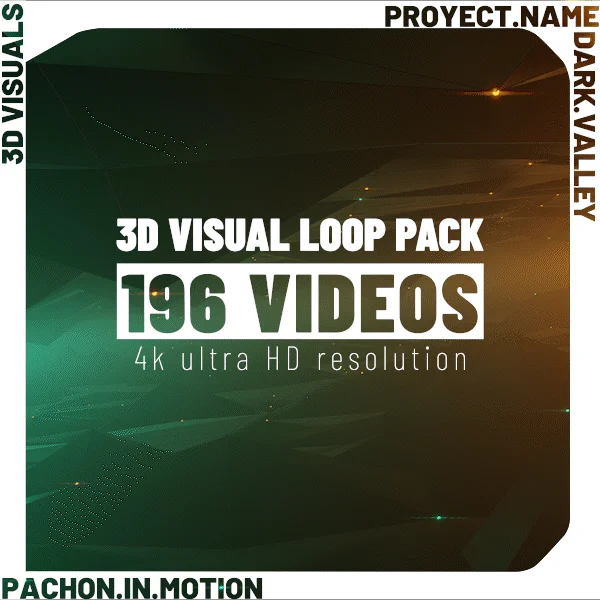 PROYECT.NAME
3D VISUALS
DARK.VALLEY
3D VISUAL LOOP PACK
196 VIDEOS
4k ultra HD resolution
PACHON.IN.MOTION